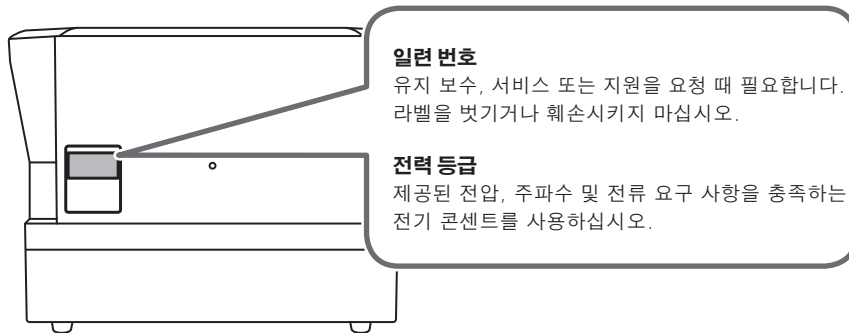 일련 번호
유지 보수, 서비스 또는 지원을 요청 때 필요합니다.
라벨을 벗기거나 훼손시키지 마십시오.
전력 등급
제공된 전압, 주파수 및 전류 요구 사항을 충족하는
전기 콘센트를 사용하십시오.